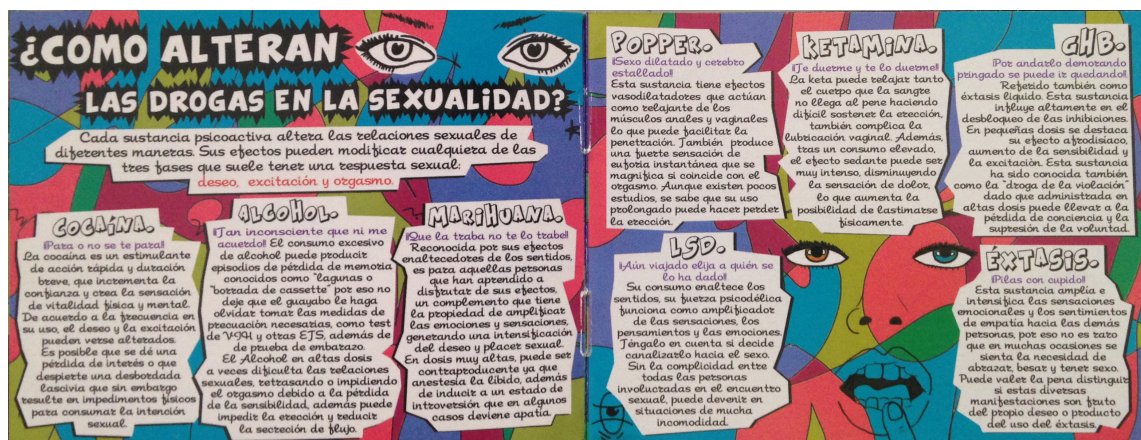 ¿COMO ALTERAN
LAS DROGAS EN LA SEXUALIDAD?
Cada sustancia psicoactiva altera las relaciones sexuales de
diferentes maneras. Sus efectos pueden modificar cualquiera de las
tres fases que suele tener una respuesta sexual:
deseo, excitación y orgasmo.
COCAÍNA.
¡Para o no se te para!
La cocaína es un estimulante
de acción rápida y duración
breve, que incrementa la
confianza y crea la sensación
de vitalidad física y mental.
De acuerdo a la frecuencia en
su uso, el deseo y la excitación
pueden verse alterados.
Es posible que se dé una
pérdida de interés o que
despierte una desbordada
lascivia que sin embargo
resulte en impedimentos físicos
para consumar la intención
sexual.
ALCOHOL.
¡Tan inconsciente que ni me
acuerdo! El consumo excesivo
de alcohol puede producir
episodios de pérdida de memoria
conocidos como "lagunas o
"borrada de cassette" por eso no
deje que el guayabo le haga
olvidar tomar las medidas de
precaución necesarias, como test
de VIH y otras ETS, además de
de prueba de embarazo.
El Alcohol en altas dosis
a veces dificulta las relaciones
sexuales, retrasando o impidiendo
el orgasmo debido a la pérdida
de la sensibilidad, además puede
impedir la erección y reducir
la secreción de flujo.
MARIHUANA.
¡Que la traba no te lo trabe!
Reconocida por sus efectos
enaltecedores de los sentidos,
es para aquellas personas
que han aprendido a
disfrutar de sus efectos,
un complemento que tiene
la propiedad de amplificar
las emociones y sensaciones,
generando una intensificación
del deseo y placer sexual.
En dosis muy altas, puede ser
contraproducente ya que
anestesia la libido, además
de inducir a un estado de
introversión que en algunos
casos deviene apatía.
POPPER.
¡Sexo dilatado y cerebro
estallado!
Esta sustancia tiene efectos
vasodilatadores que actúan
como relajante de los
músculos anales y vaginales
lo que puede facilitar la
penetración. También produce
una fuerte sensación de
euforia instantánea que se
magnifica si coincide con el
orgasmo. Aunque existen pocos
estudios, se sabe que su uso
prolongado puede hacer perder
la erección.
KETAMINA.
¡Te duerme y te lo duerme!
La keta puede relajar tanto
el cuerpo que la sangre
no llega al pene haciendo
difícil sostener la erección,
también complica la
lubricación vaginal. Además,
tras un consumo elevado,
el efecto sedante puede ser
muy intenso, disminuyendo
la sensación de dolor,
lo que aumenta la
posibilidad de lastimarse
físicamente.
GHB.
¡Por andarlo demorando
pringado se puede ir quedando!
Referido también como
éxtasis líquido. Esta sustancia
influye altamente en el
desbloqueo de las inhibiciones.
En pequeñas dosis se destaca
su efecto afrodisíaco,
aumento de la sensibilidad y
la excitación. Esta sustancia
ha sido conocida también
como la "droga de la violación"
dado que administrada en
altas dosis puede llevar a la
pérdida de conciencia y la
supresión de la voluntad.
LSD.
¡Aún viajado elija a quién se
lo ha dado!
Su consumo enaltece los
sentidos, su fuerza psicodélica
funciona como amplificador
de las sensaciones, los
pensamientos y las emociones.
Téngalo en cuenta si decide
canalizarlo hacia el sexo.
Sin la complicidad entre
todas las personas
involucradas en el encuentro
sexual, puede devenir en
situaciones de mucha
incomodidad.
ÉXTASIS.
¡Pilas con cupido!
Esta sustancia amplia e
intensifica las sensaciones
emocionales y los sentimientos
de empatía hacia las demás
personas, por eso no es raro
que en muchas ocasiones se
sienta la necesidad de
abrazar, besar y tener sexo.
Puede valer la pena distinguir
si estas diversas
manifestaciones son fruto
del propio deseo o producto
del uso del éxtasis.